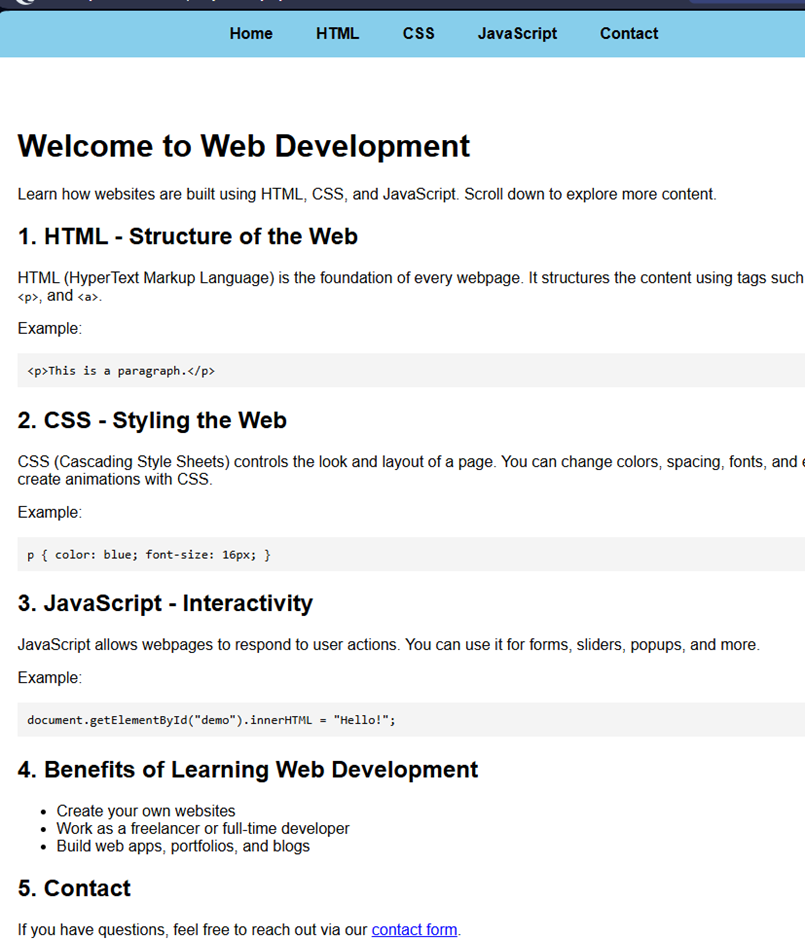 Home HTML CSS JavaScript Contact
Welcome to Web Development
Learn how websites are built using HTML, CSS, and JavaScript. Scroll down to explore more content.
1. HTML - Structure of the Web
HTML (HyperText Markup Language) is the foundation of every webpage. It structures the content using tags such
<p>, and <a>.
Example:
<p>This is a paragraph.</p>
2. CSS - Styling the Web
CSS (Cascading Style Sheets) controls the look and layout of a page. You can change colors, spacing, fonts, and
create animations with CSS.
Example:
p { color: blue; font-size: 16px; }
3. JavaScript - Interactivity
JavaScript allows webpages to respond to user actions. You can use it for forms, sliders, popups, and more.
Example:
document.getElementById("demo").innerHTML = "Hello!";
4. Benefits of Learning Web Development
• Create your own websites
• Work as a freelancer or full-time developer
• Build web apps, portfolios, and blogs
5. Contact
If you have questions, feel free to reach out via our contact form.